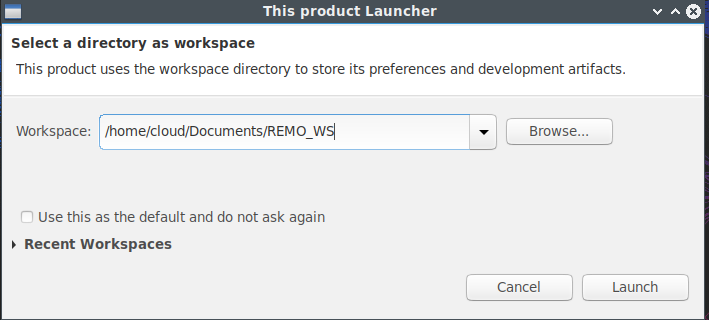 This product Launcher
Select a directory as workspace
This product uses the workspace directory to store its preferences and development artifacts.
Workspace: /home/cloud/Documents/REMO_WS Browse...
Use this as the default and do not ask again
Recent Workspaces
Cancel Launch